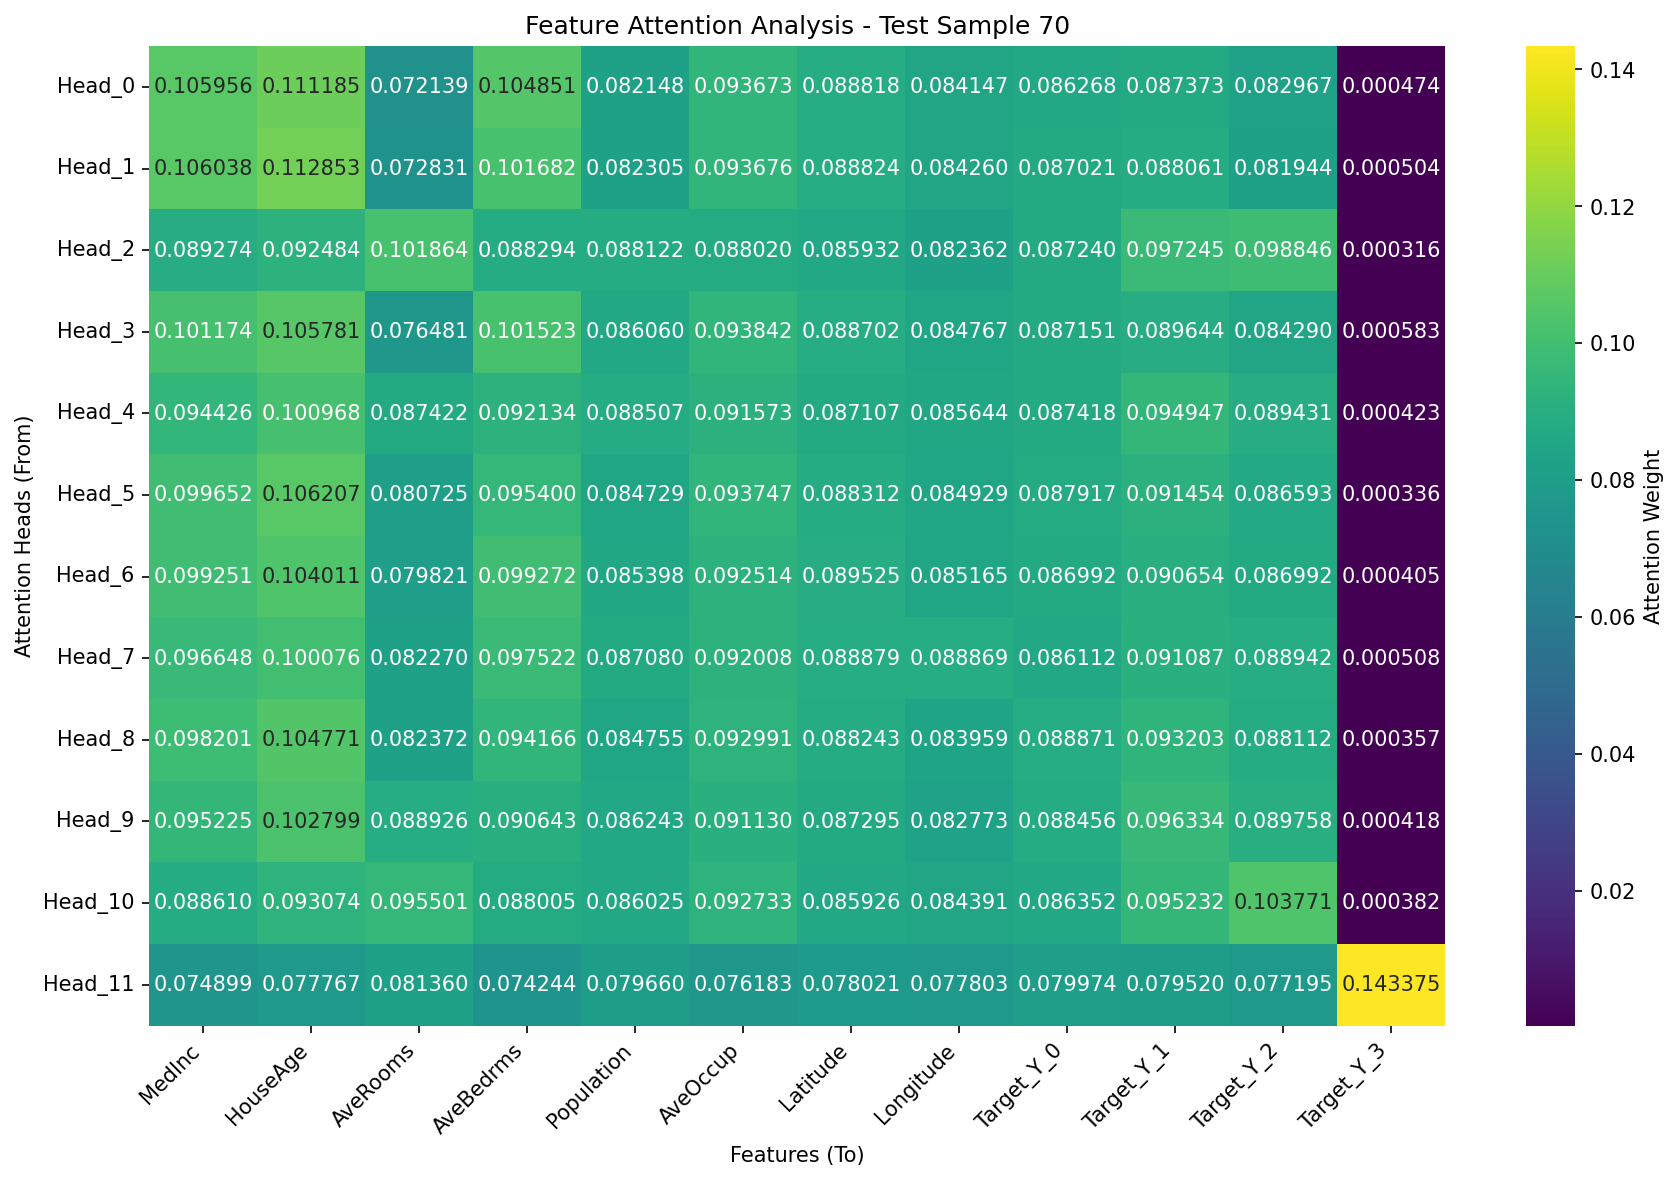 Feature Attention Analysis - Test Sample 70
Head_0 0.105956 0.111185 0.072139 0.104851 0.082148 0.093673 0.088818 0.084147 0.086268 0.087373 0.082967 0.000474
Head_1 0.106038 0.112853 0.072831 0.101682 0.082305 0.093676 0.088824 0.084260 0.087021 0.088061 0.081944 0.000504
Head_2 0.089274 0.092484 0.101864 0.088294 0.088122 0.088020 0.085932 0.082362 0.087240 0.097245 0.098846 0.000316
Head_3 0.101174 0.105781 0.076481 0.101523 0.086060 0.093842 0.088702 0.084767 0.087151 0.089644 0.084290 0.000583
Head_4 0.094426 0.100968 0.087422 0.092134 0.088507 0.091573 0.087107 0.085644 0.087418 0.094947 0.089431 0.000423
Head_5 0.099652 0.106207 0.080725 0.095400 0.084729 0.093747 0.088312 0.084929 0.087917 0.091454 0.086593 0.000336
Head_6 0.099251 0.104011 0.079821 0.099272 0.085398 0.092514 0.089525 0.085165 0.086992 0.090654 0.086992 0.000405
Head_7 0.096648 0.100076 0.082270 0.097522 0.087080 0.092008 0.088879 0.088869 0.086112 0.091087 0.088942 0.000508
Head_8 0.098201 0.104771 0.082372 0.094166 0.084755 0.092991 0.088243 0.083959 0.088871 0.093203 0.088112 0.000357
Head_9 0.095225 0.102799 0.088926 0.090643 0.086243 0.091130 0.087295 0.082773 0.088456 0.096334 0.089758 0.000418
Head_10 0.088610 0.093074 0.095501 0.088005 0.086025 0.092733 0.085926 0.084391 0.086352 0.095232 0.103771 0.000382
Head_11 0.074899 0.077767 0.081360 0.074244 0.079660 0.076183 0.078021 0.077803 0.079974 0.079520 0.077195 0.143375
MedInc HouseAge AveRooms AveBedrms Population AveOccup Latitude Longitude Target_Y_0 Target_Y_1 Target_Y_2 Target_Y_3
Features (To)
Attention Heads (From)
0.14
0.12
0.10
0.08
0.06
0.04
0.02
Attention Weight